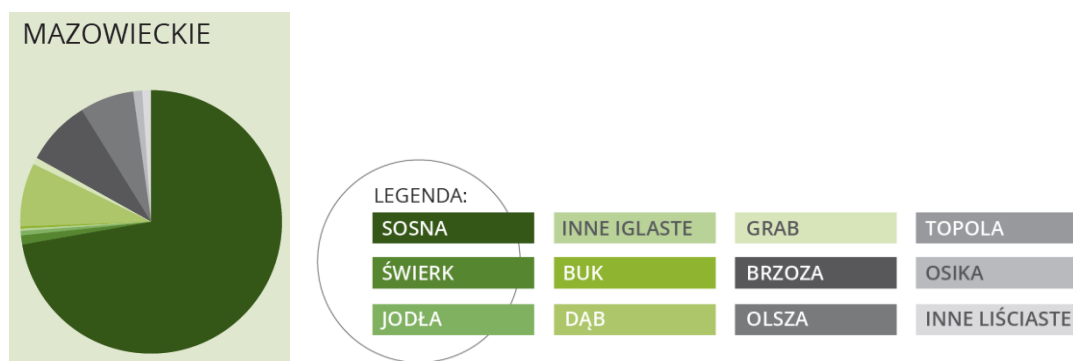 MAZOWIECKIE
LEGENDA:
SOSNA INNE IGLASTE GRAB TOPOLA
ŚWIERK BUK BRZOZA OSIKA
JODŁA DĄB OLSZA INNE LIŚCIASTE